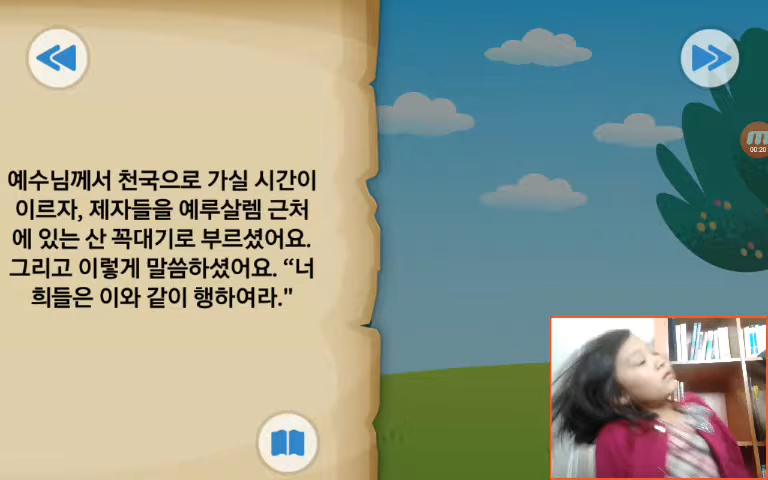 예수님께서 천국으로 가실 시간이
이르자, 제자들을 예루살렘 근처
에 있는 산 꼭대기로 부르셨어요.
그리고 이렇게 말씀하셨어요. “너
희들은 이와 같이 행하여라."
m
00:20